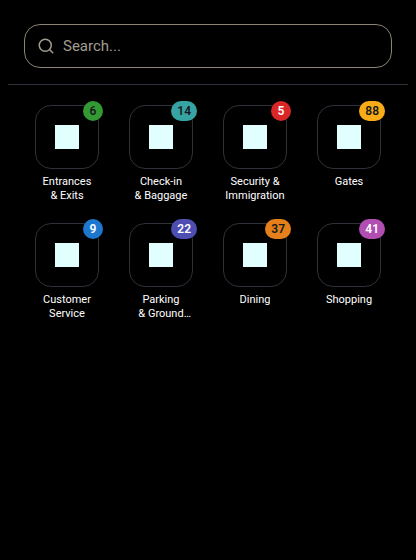 Search...
6
14
5
88
Entrances
& Exits
Check-in
& Baggage
Security &
Immigration
Gates
9
22
37
41
Customer
Service
Parking
& Ground...
Dining
Shopping